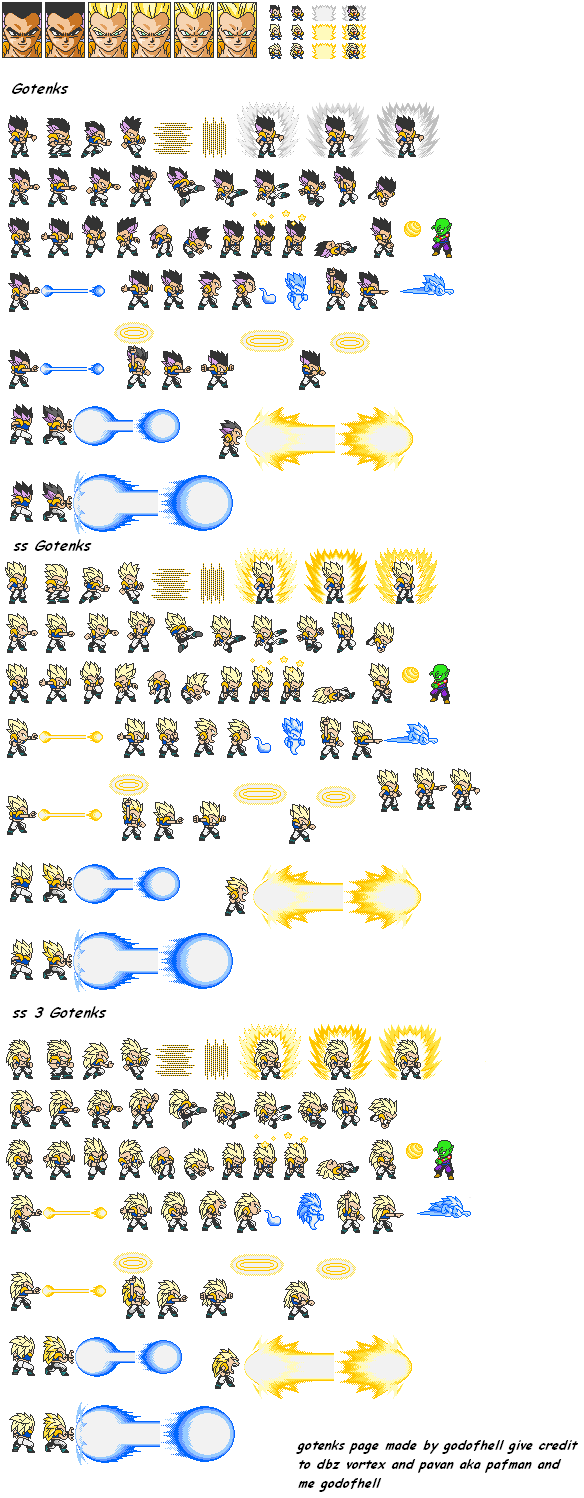 Gotenks
ss Gotenks
ss 3 Gotenks
gotenks page made by godofhell give credit
to dbz vortex and pavan aka pafman and
me godofhell